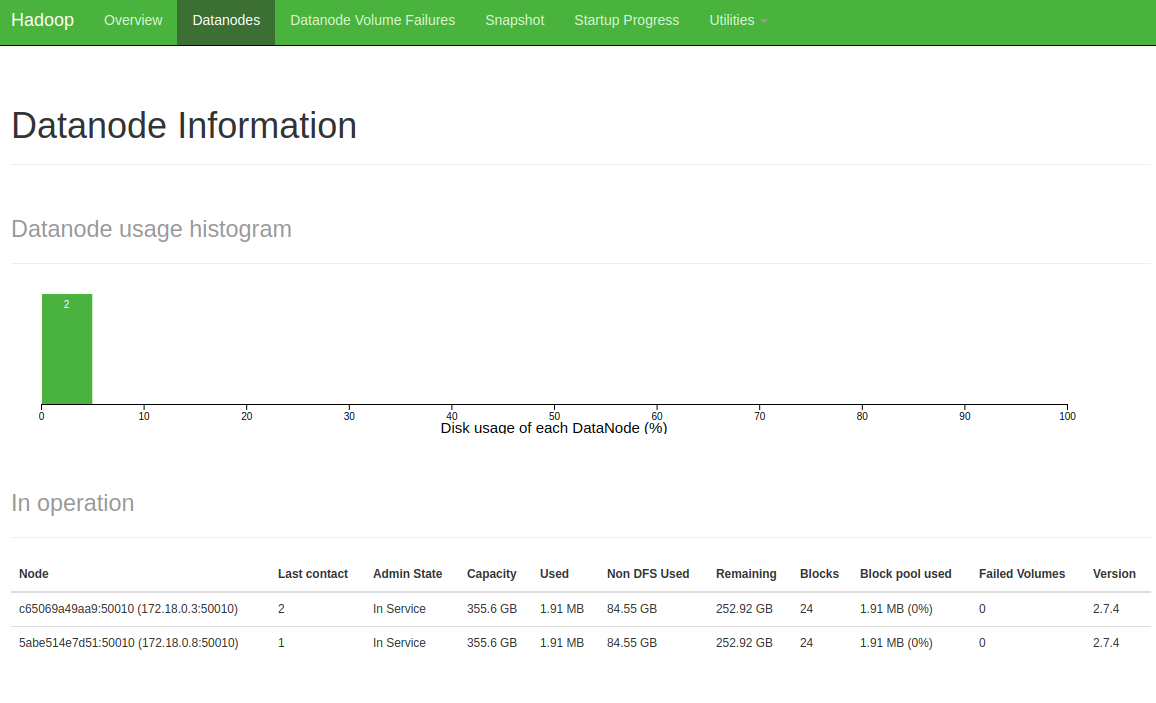 Hadoop Overview Datanodes Datanode Volume Failures Snapshot Startup Progress Utilities
Datanode Information
Datanode usage histogram
2
0 10 20 30 40 50 60 70 80 90 100
Disk usage of each DataNode (%)
In operation
Node Last contact Admin State Capacity Used Non DFS Used Remaining Blocks Block pool used Failed Volumes Version
c65069a49aa9:50010 (172.18.0.3:50010) 2 In Service 355.6 GB 1.91 MB 84.55 GB 252.92 GB 24 1.91 MB (0%) 0 2.7.4
5abe514e7d51:50010 (172.18.0.8:50010) 1 In Service 355.6 GB 1.91 MB 84.55 GB 252.92 GB 24 1.91 MB (0%) 0 2.7.4